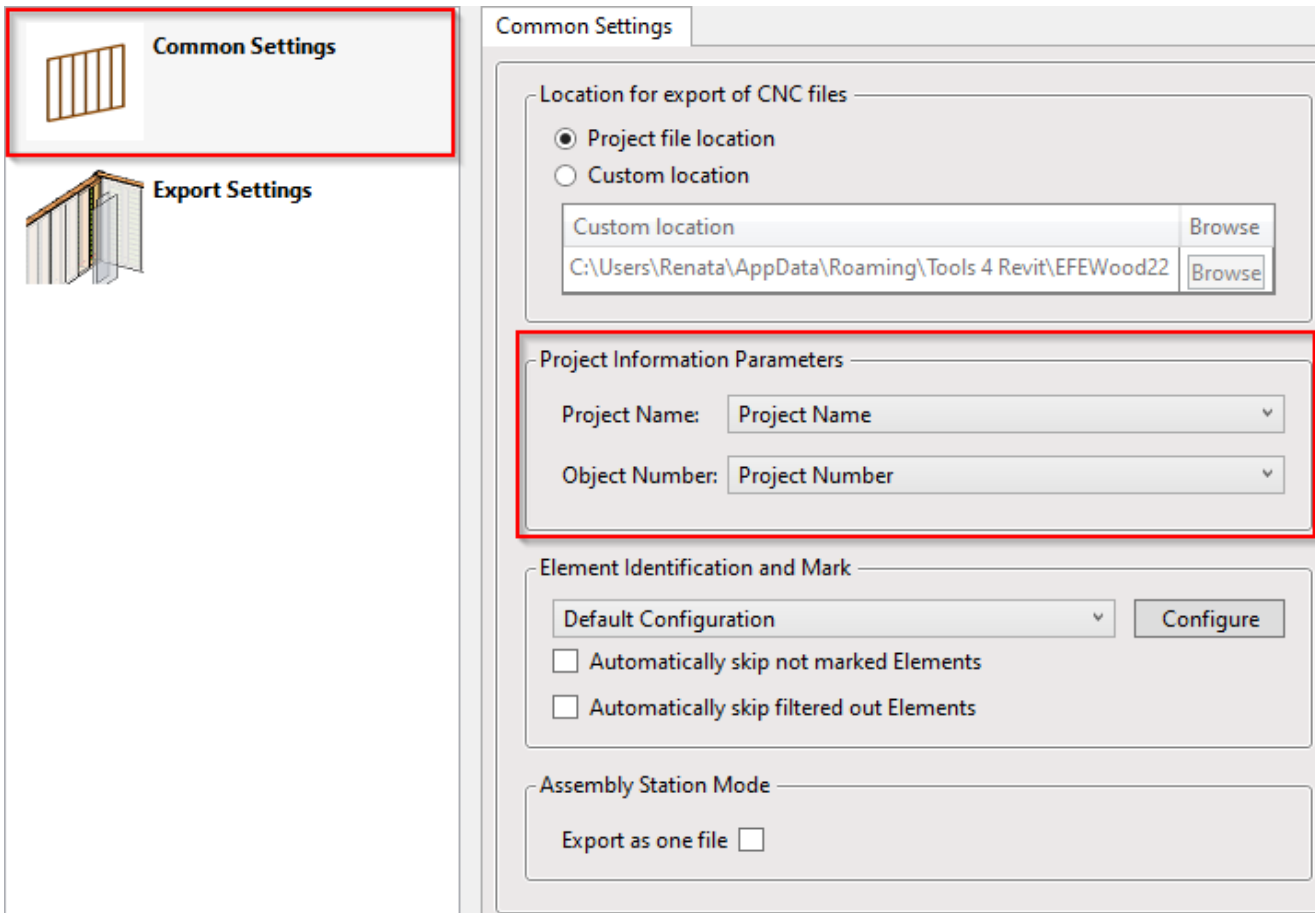 Common Settings
Export Settings
Common Settings
Location for export of CNC files
Project file location
Custom location
Custom location Browse
C:\Users\Renata\AppData\Roaming\Tools 4 Revit\EFEWood22 Browse
Project Information Parameters
Project Name: Project Name
Object Number: Project Number
Element Identification and Mark
Default Configuration Configure
Automatically skip not marked Elements
Automatically skip filtered out Elements
Assembly Station Mode
Export as one file